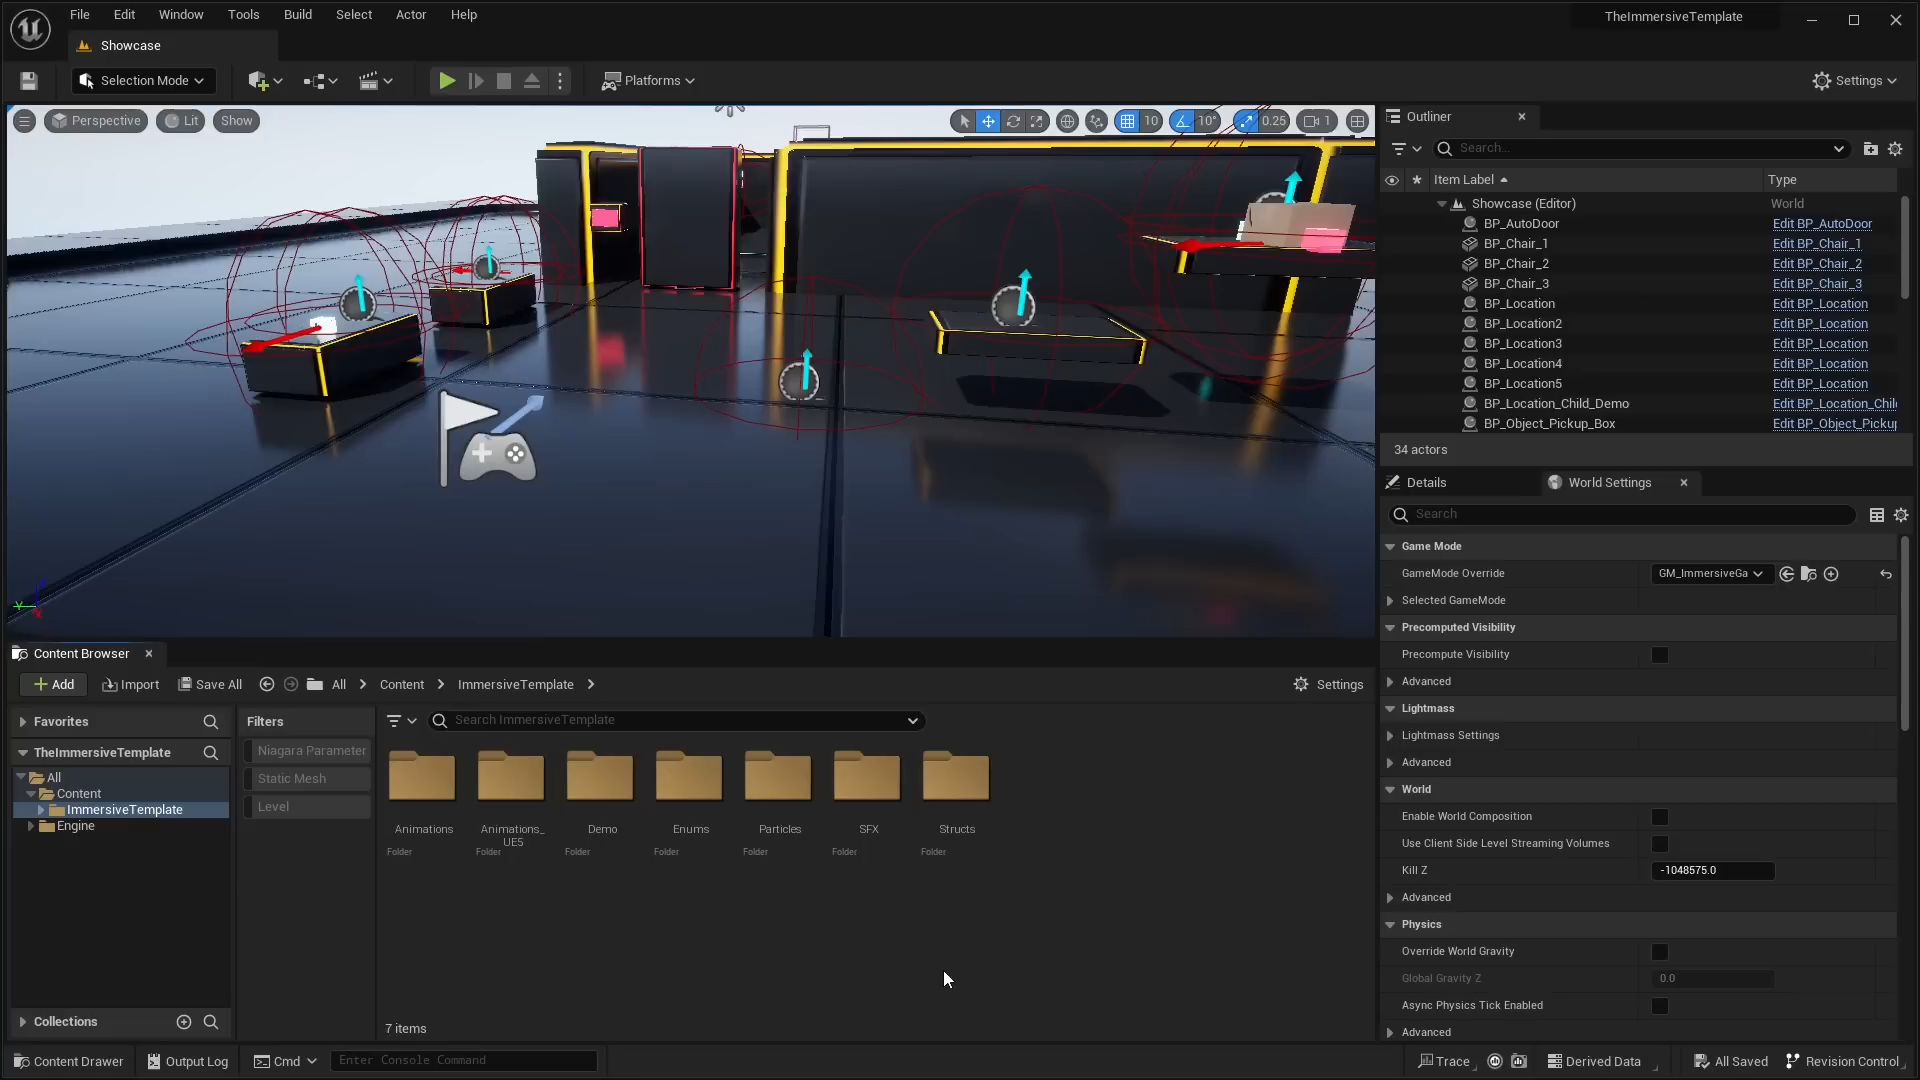 File Edit Window Tools Build Select Actor Help
TheImmersiveTemplate
Showcase
Selection Mode
Platforms
Settings
Perspective Lit Show
10 10° 0.25 1
Outliner
Search...
Item Label Type
Showcase (Editor) World
BP_AutoDoor Edit BP_AutoDoor
BP_Chair_1 Edit BP_Chair_1
BP_Chair_2 Edit BP_Chair_2
BP_Chair_3 Edit BP_Chair_3
BP_Location Edit BP_Location
BP_Location2 Edit BP_Location
BP_Location3 Edit BP_Location
BP_Location4 Edit BP_Location
BP_Location5 Edit BP_Location
BP_Location_Child_Demo Edit BP_Location_Chil
BP_Object_Pickup_Box Edit BP_Object_Picku
34 actors
Details World Settings
Search
Game Mode
GameMode Override GM_ImmersiveGa
Selected GameMode
Precomputed Visibility
Precompute Visibility
Advanced
Lightmass
Lightmass Settings
Advanced
World
Enable World Composition
Use Client Side Level Streaming Volumes
Kill Z -1048575.0
Advanced
Physics
Override World Gravity
Global Gravity Z 0.0
Async Physics Tick Enabled
Advanced
Content Browser
Add Import Save All All Content ImmersiveTemplate Settings
Favorites
TheImmersiveTemplate
All
Content
ImmersiveTemplate
Engine
Collections
Filters
Niagara Parameter
Static Mesh
Level
Search ImmersiveTemplate
Animations Animations_ Demo Enums Particles SFX Structs
UE5
Folder Folder Folder Folder Folder Folder Folder
7 items
Content Drawer Output Log Cmd Enter Console Command Trace Derived Data All Saved Revision Control